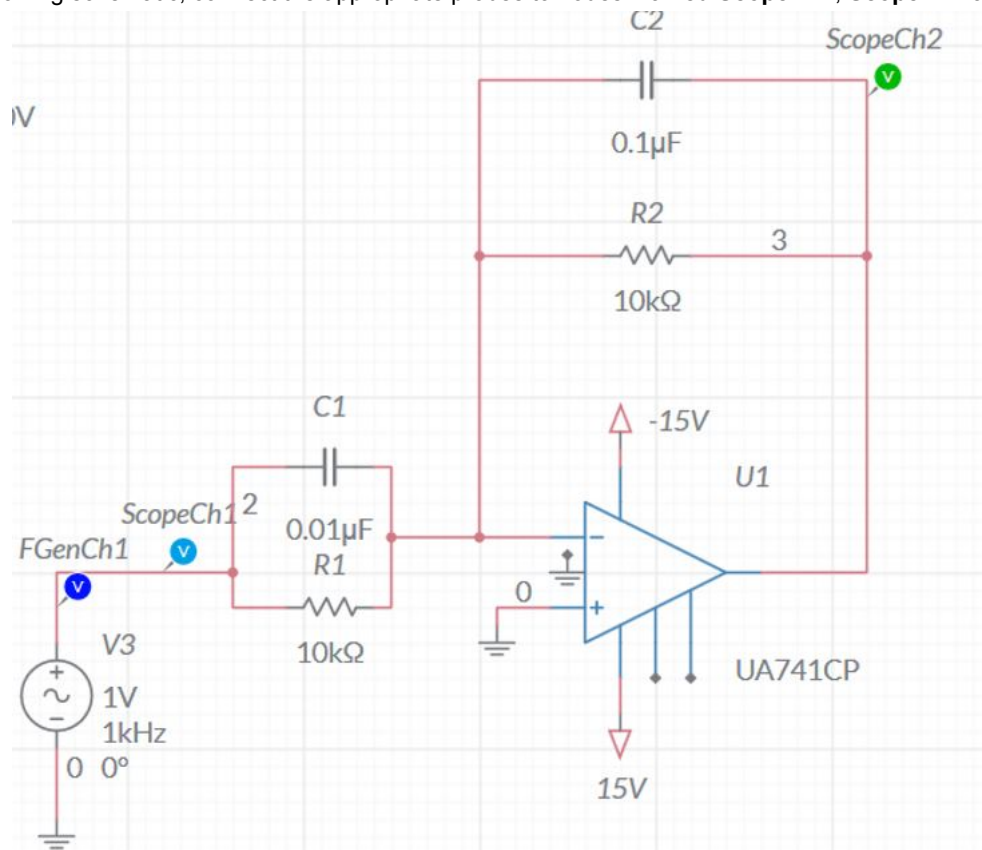 C2
ScopeCh2
V
V
0.1µF
R2
3
10kΩ
C1
-15V
U1
ScopeCh1
2
0.01µF
V
FGenCh1
R1
V
0
V3
10kΩ
1V
UA741CP
1kHz
0 0°
15V